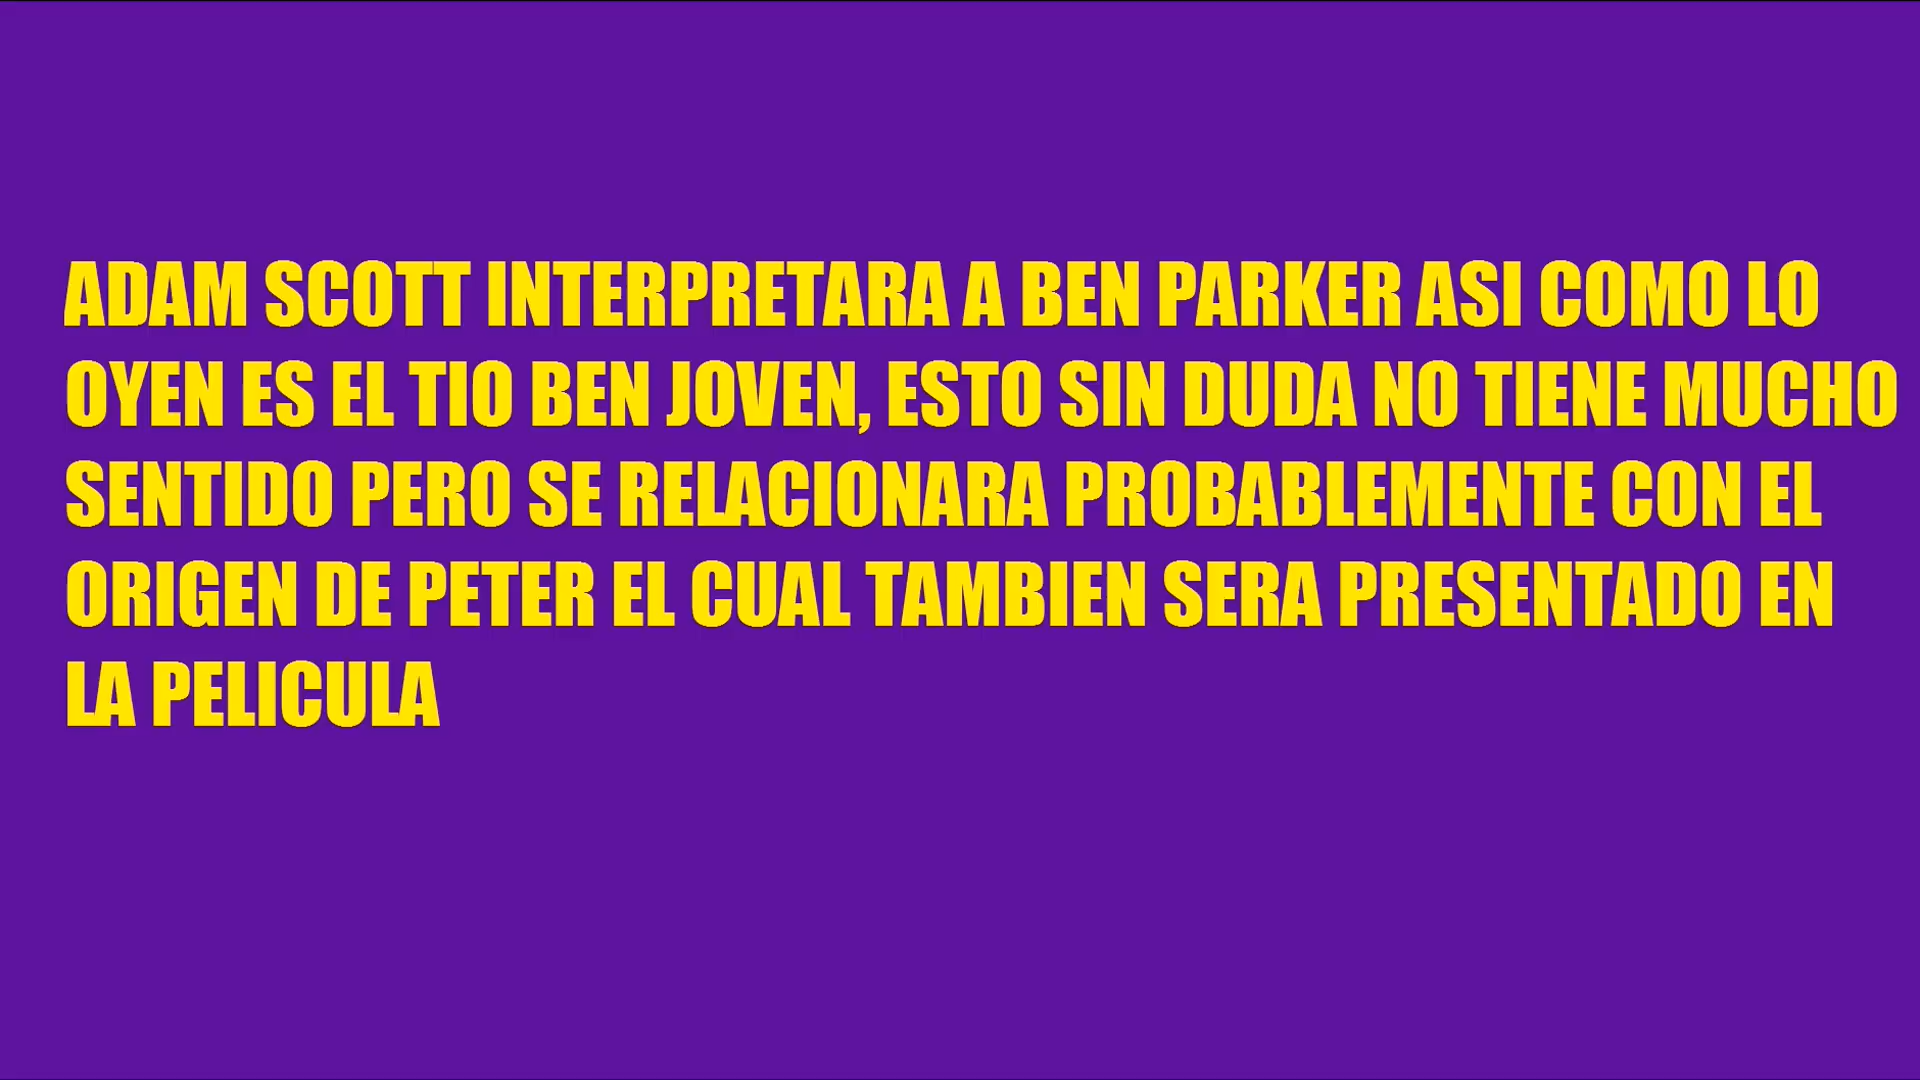 ADAM SCOTT INTERPRETARA A BEN PARKER ASI COMO LO
OYEN ES EL TIO BEN JOVEN, ESTO SIN DUDA NO TIENE MUCHO
SENTIDO PERO SE RELACIONARA PROBABLEMENTE CON EL
ORIGEN DE PETER EL CUAL TAMBIEN SERA PRESENTADO EN
LA PELICULA